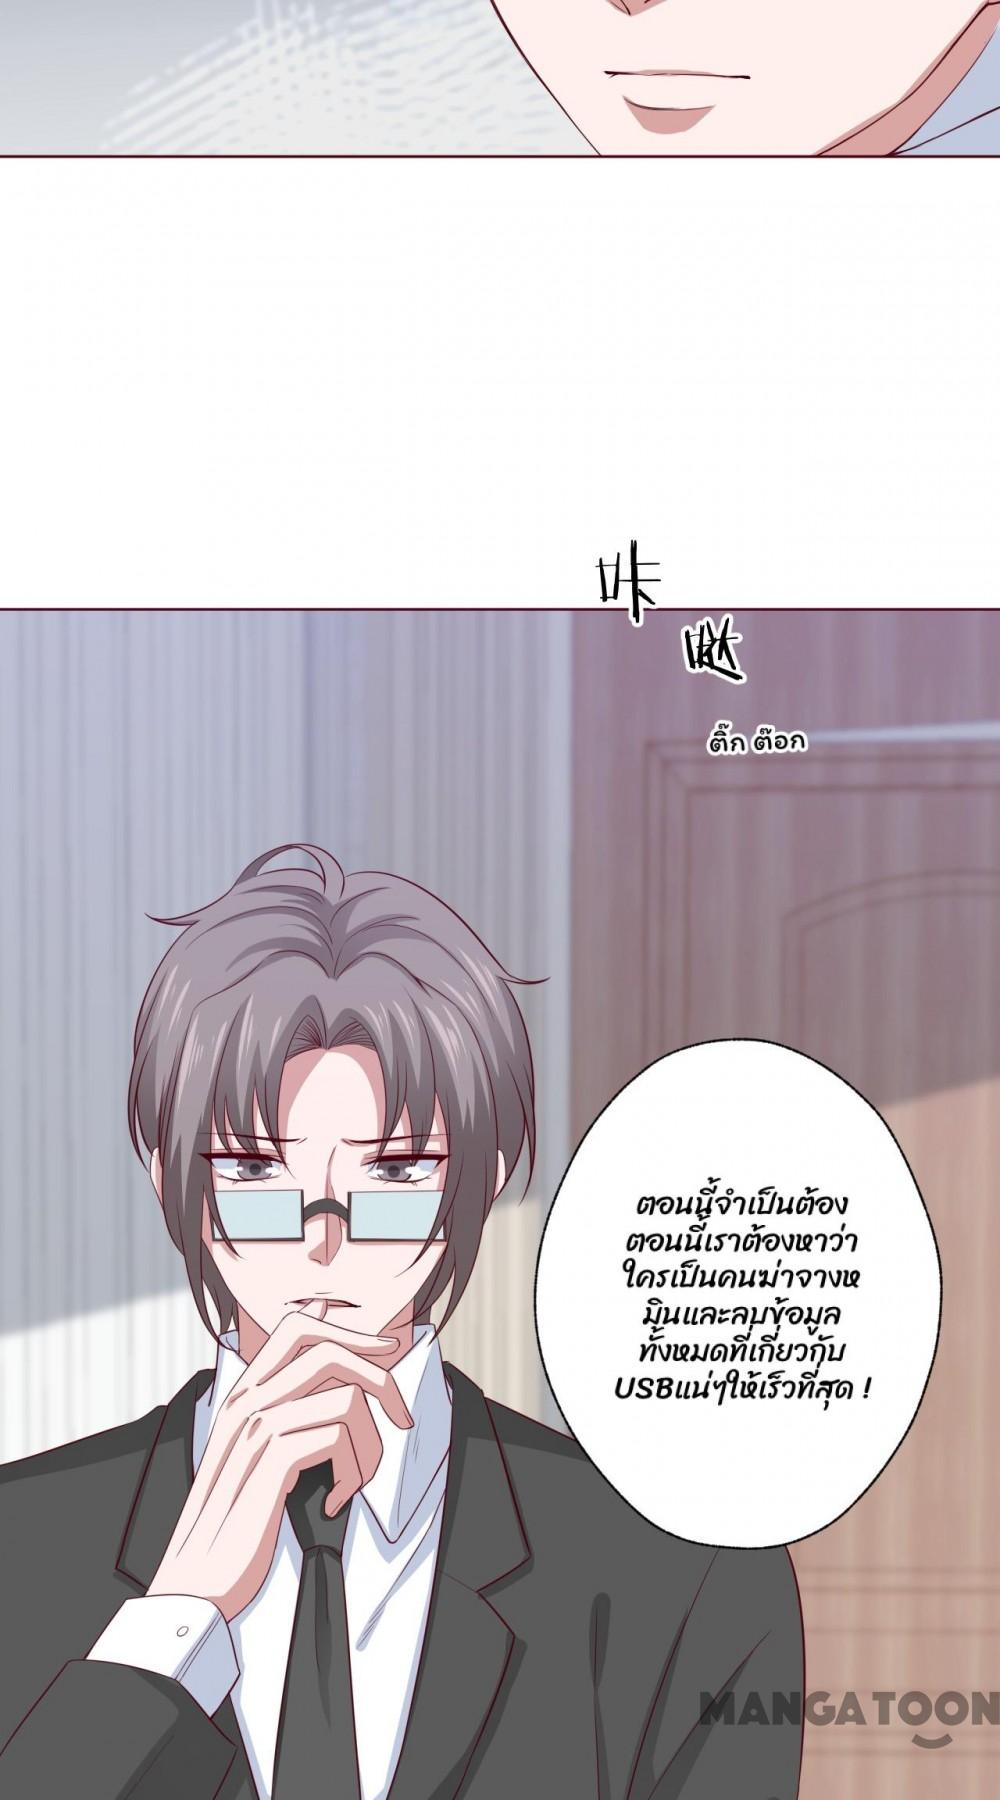 咔
哒
ติ๊ก ต๊อก
ตอนนี้จำเป็นต้อง
ตอนนี้เราต้องหาว่า
ใครเป็นคนฆ่าจางห
มินและลบข้อมูล
ทั้งหมดที่เกี่ยวกับ
USBแน่ๆให้เร็วที่สุด !
MANGATOON